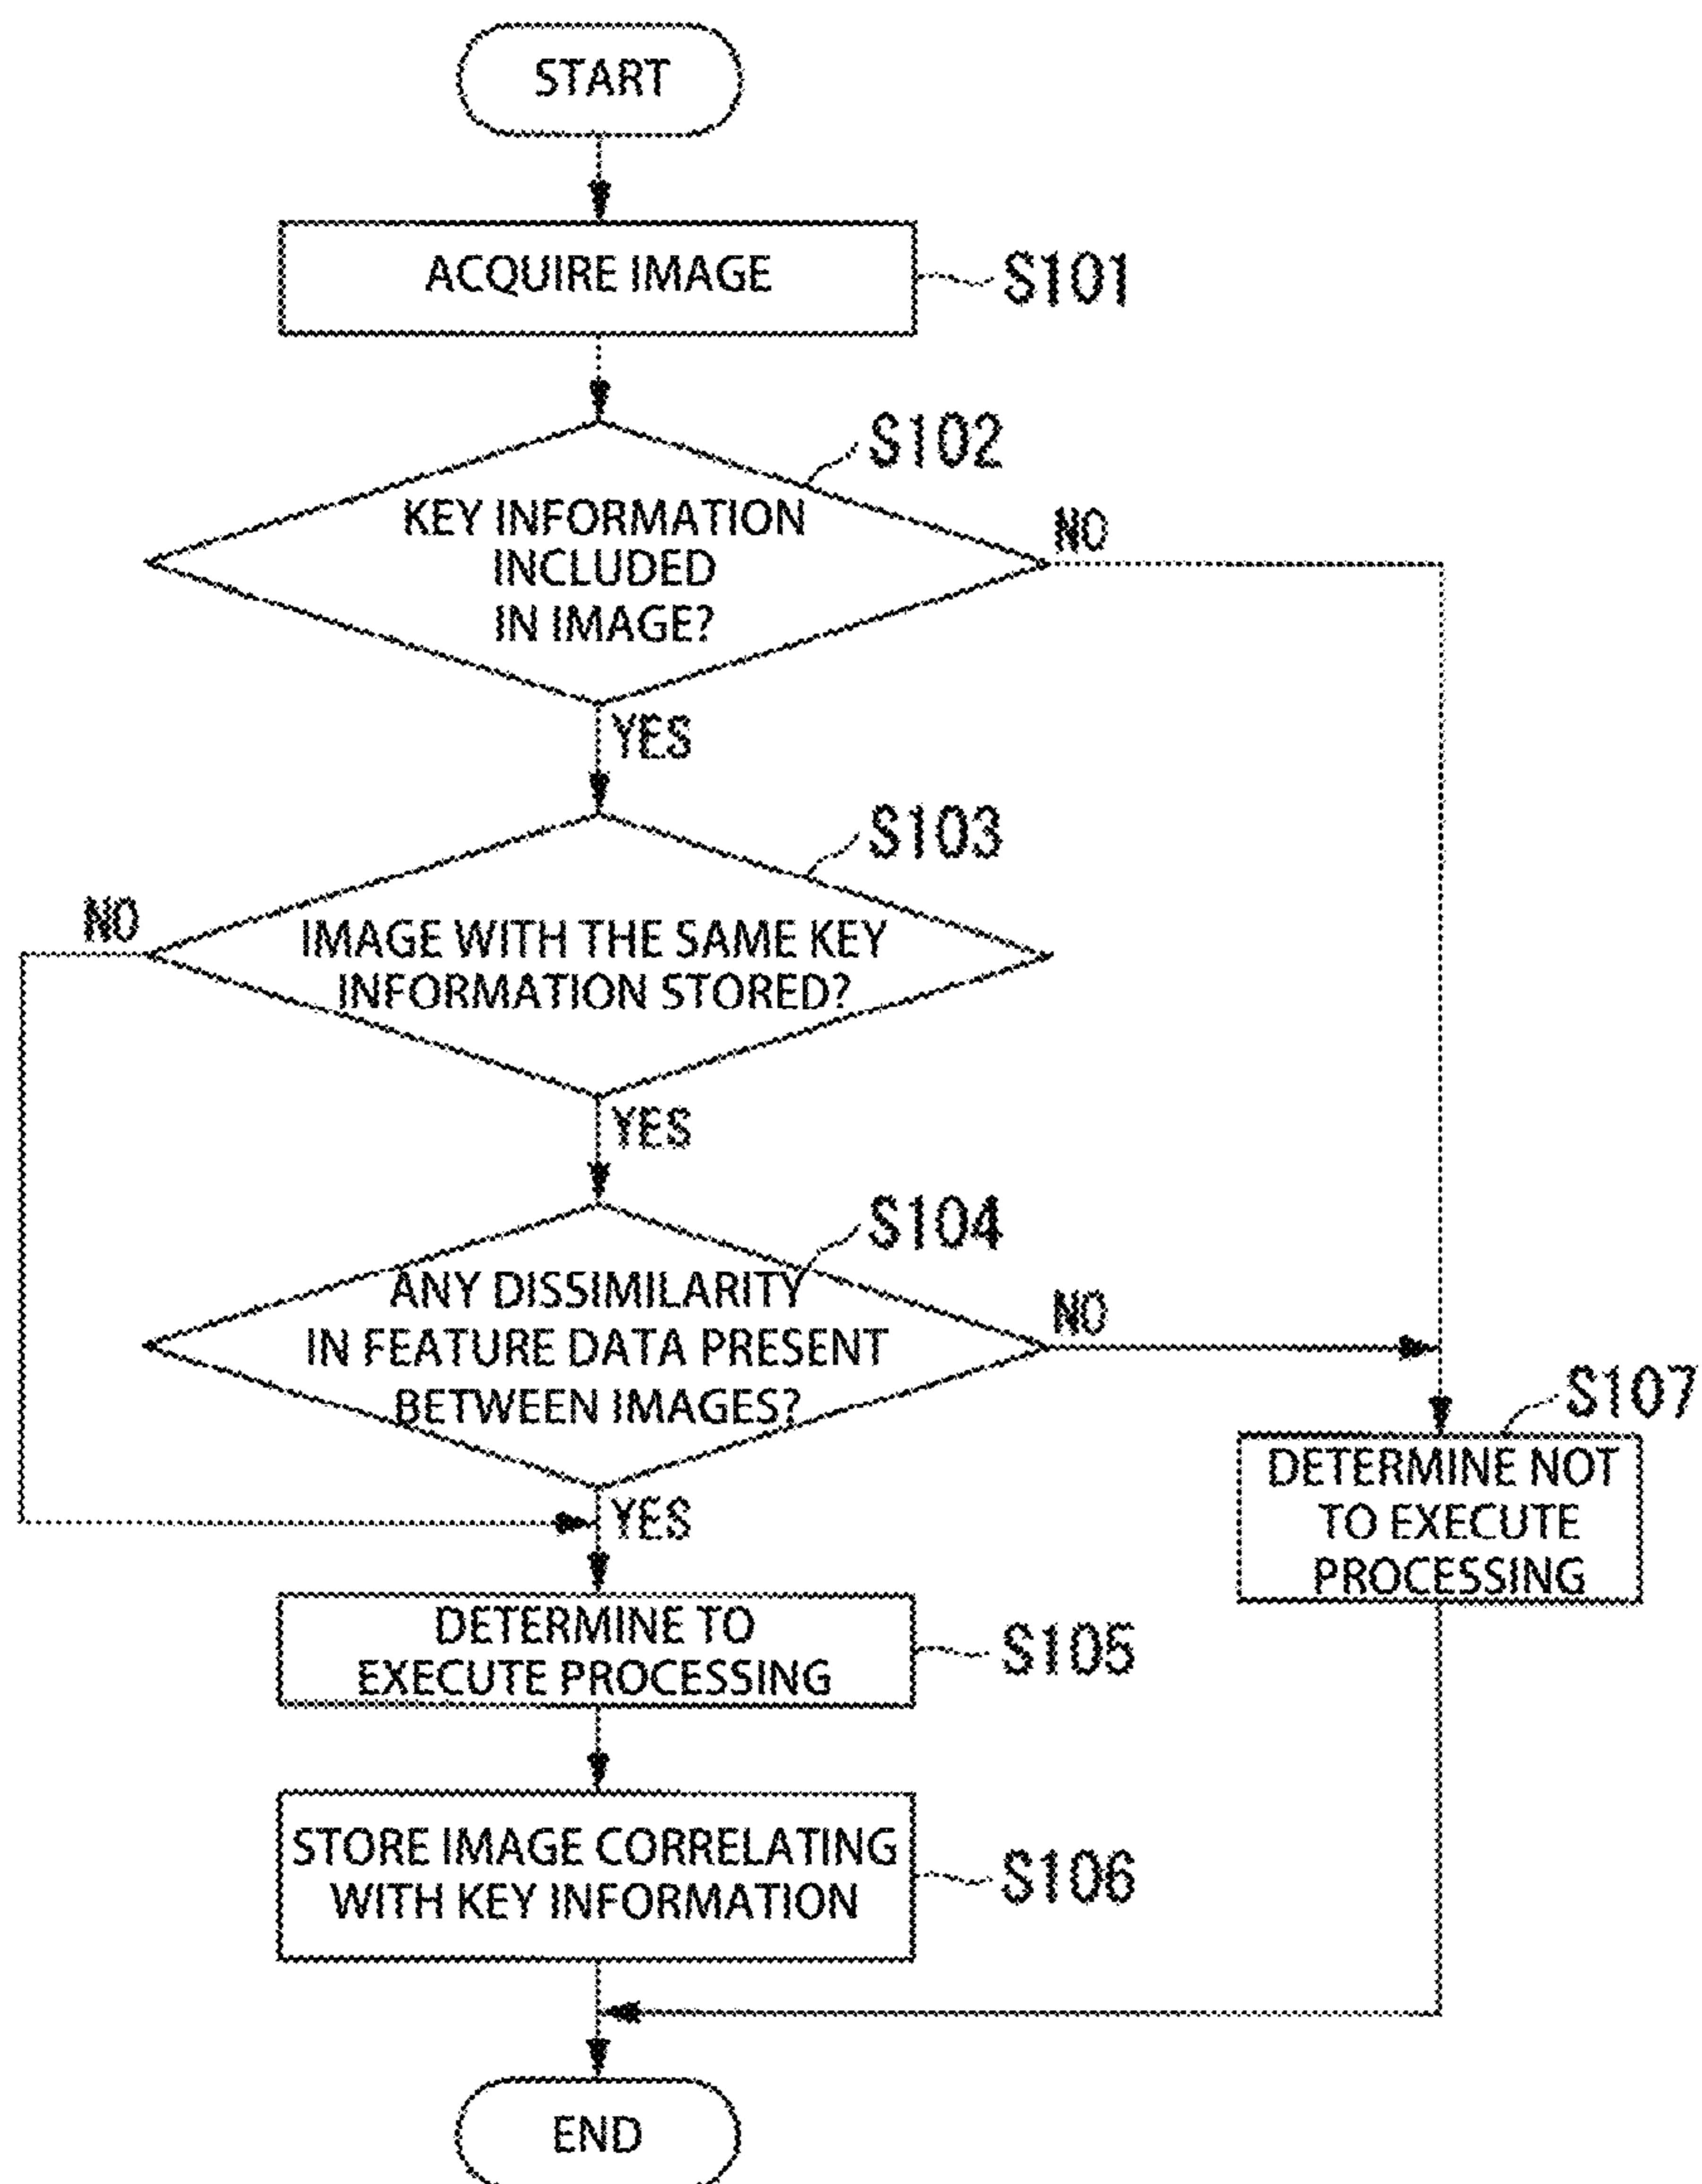 START
ACQUIRE IMAGE
S101
S102
KEY INFORMATION
INCLUDED
IN IMAGE?
NO
YES
S103
NO
IMAGE WITH THE SAME KEY
INFORMATION STORED?
YES
S104
ANY DISSIMILARITY
IN FEATURE DATA PRESENT
BETWEEN IMAGES?
NO
YES
S107
DETERMINE NOT
TO EXECUTE
PROCESSING
DETERMINE TO
EXECUTE PROCESSING
S105
STORE IMAGE CORRELATING
WITH KEY INFORMATION
S106
END